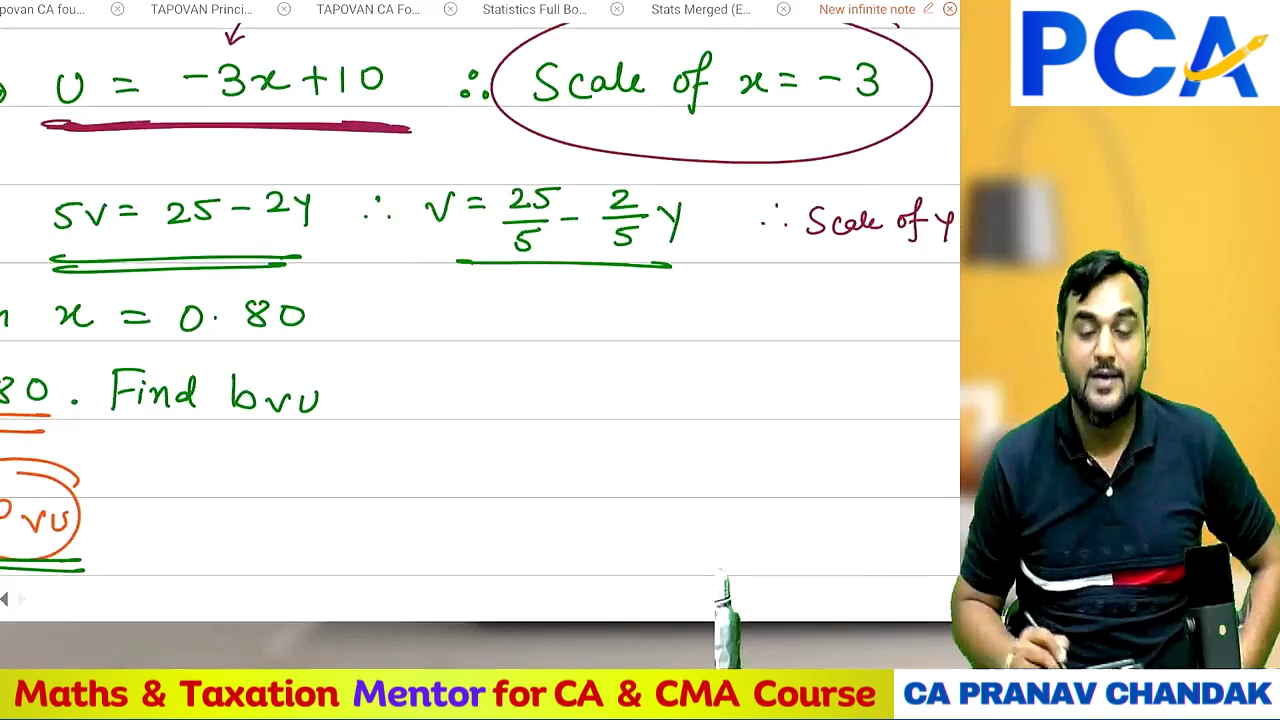 povan CA fou...
TAPOVAN Princi...
TAPOVAN CA Fo...
Statistics Full Bo...
Stats Merged (E...
New infinite note
PCA
U = -3x+10 ∴ Scale of x = -3
5v = 25 - 2y ∴ v = 25/5 - 2/5 y ∴ Scale of y
x = 0.80
80. Find bvu
vu
Maths & Taxation Mentor for CA & CMA Course
CA PRANAV CHANDAK